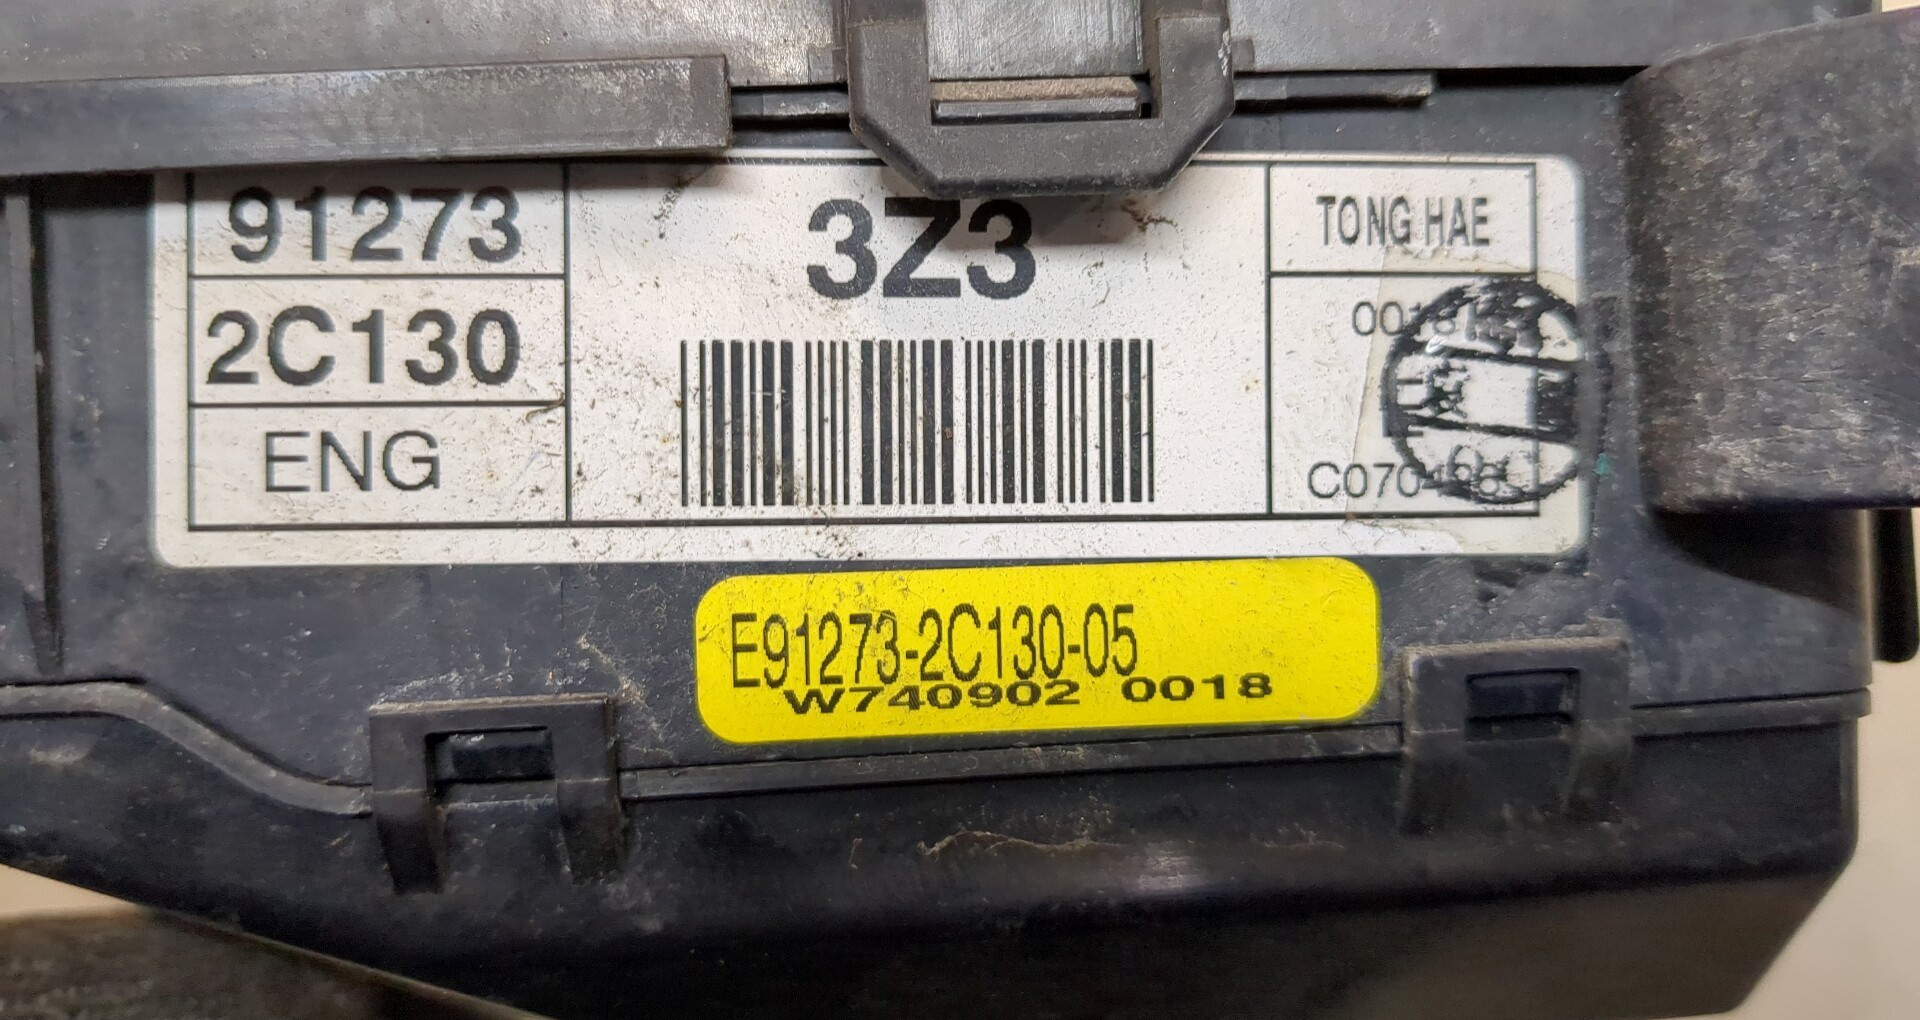 91273
2C130
ENG
3Z3
TONG HAE
E91273-2C130-05
W740902 0018